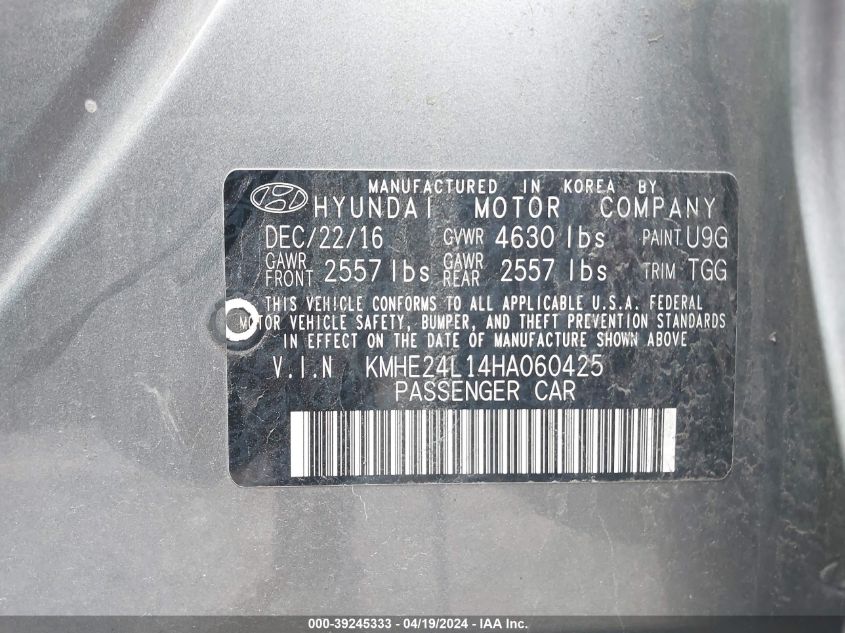 MANUFACTURED IN KOREA BY
HYUNDAI MOTOR COMPANY
DEC/22/16 GVWR 4630 lbs PAINT U9G
GAWR FRONT 2557 lbs GAWR REAR 2557 lbs TRIM TGG
THIS VEHICLE CONFORMS TO ALL APPLICABLE U.S.A. FEDERAL
MOTOR VEHICLE SAFETY, BUMPER, AND THEFT PREVENTION STANDARDS
IN EFFECT ON THE DATE OF MANUFACTURE SHOWN ABOVE.
V.I.N KMHE24L14HA060425
PASSENGER CAR
000-39245333 - 04/19/2024 - IAA Inc.